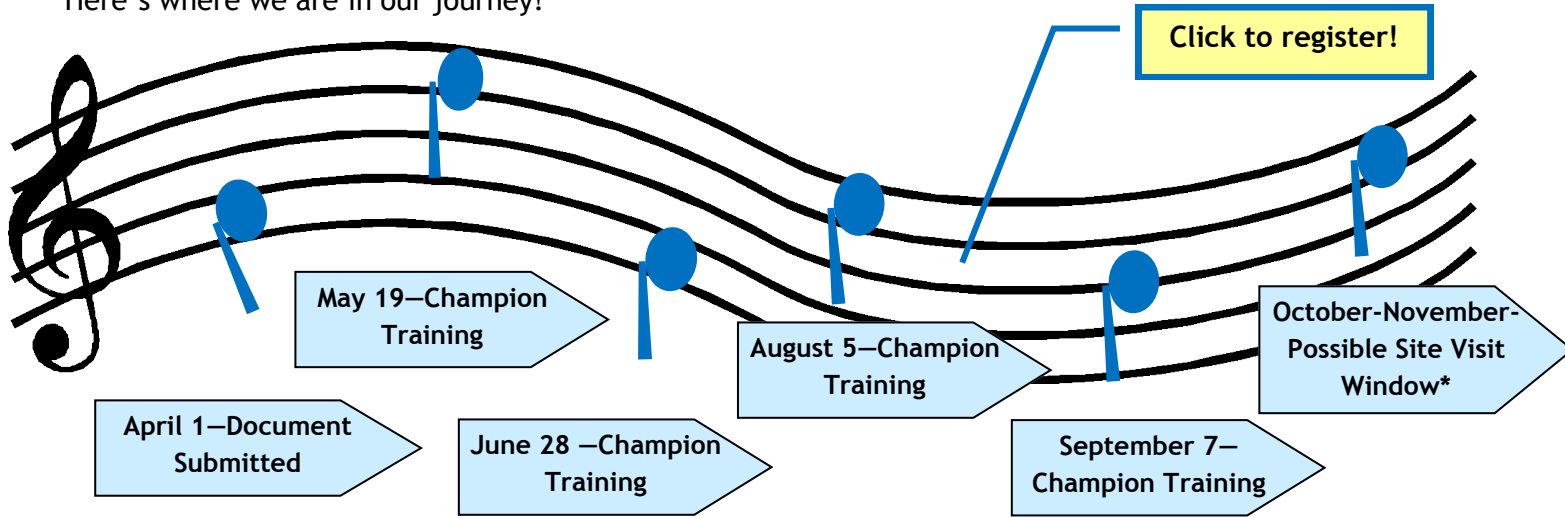 Here's where we are in our journey!
Click to register!
May 19—Champion
Training
August 5—Champion
Training
October-November-
Possible Site Visit
Window*
April 1—Document
Submitted
June 28 —Champion
Training
September 7—
Champion Training